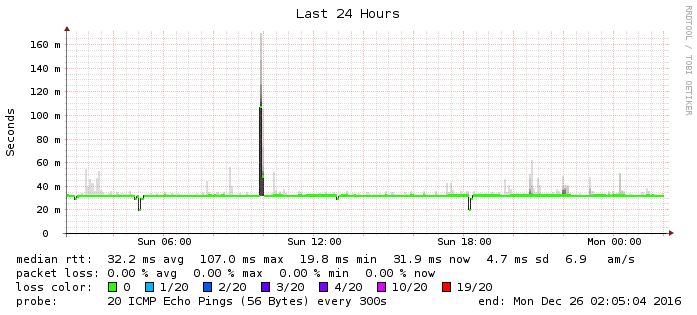 Last 24 Hours
RRDTOOL / TOBI OETIKER
Seconds
160 m
140 m
120 m
100 m
80 m
60 m
40 m
20 m
0
Sun 06:00 Sun 12:00 Sun 18:00 Mon 00:00
median rtt: 32.2 ms avg 107.0 ms max 19.8 ms min 31.9 ms now 4.7 ms sd 6.9 am/s
packet loss: 0.00 % avg 0.00 % max 0.00 % min 0.00 % now
loss color: 0 1/20 2/20 3/20 4/20 10/20 19/20
probe: 20 ICMP Echo Pings (56 Bytes) every 300s end: Mon Dec 26 02:05:04 2016